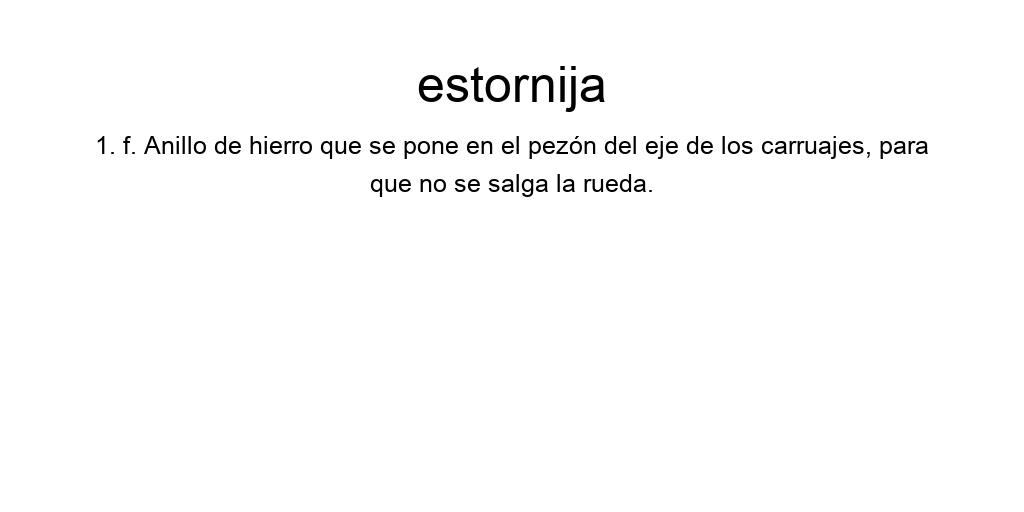 estornija
1. f. Anillo de hierro que se pone en el pezón del eje de los carruajes, para
que no se salga la rueda.